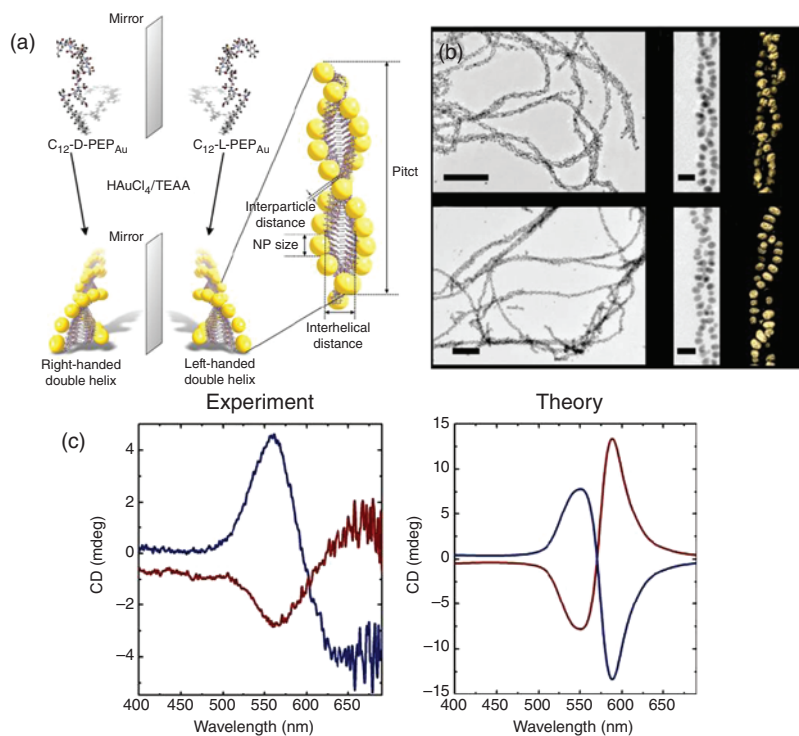 (a)
Mirror
C12-D-PEPAu
C12-L-PEPAu
HAuCl4/TEAA
Mirror
Right-handed
double helix
Left-handed
double helix
Interparticle
distance
NP size
Interhelical
distance
Pitct
(b)
(c)
Experiment
CD (mdeg)
4
2
0
−2
−4
400 450 500 550 600 650
Wavelength (nm)
Theory
CD (mdeg)
15
10
5
0
−5
−10
−15
400 450 500 550 600 650
Wavelength (nm)